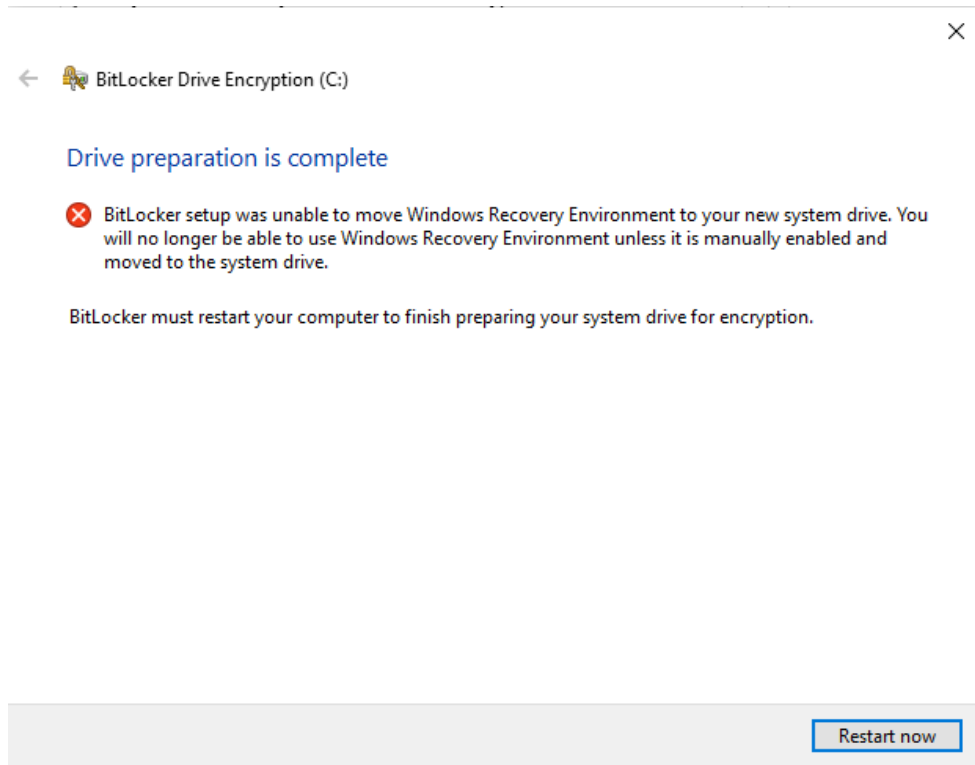 BitLocker Drive Encryption (C:)
Drive preparation is complete
BitLocker setup was unable to move Windows Recovery Environment to your new system drive. You
will no longer be able to use Windows Recovery Environment unless it is manually enabled and
moved to the system drive.
BitLocker must restart your computer to finish preparing your system drive for encryption.
Restart now